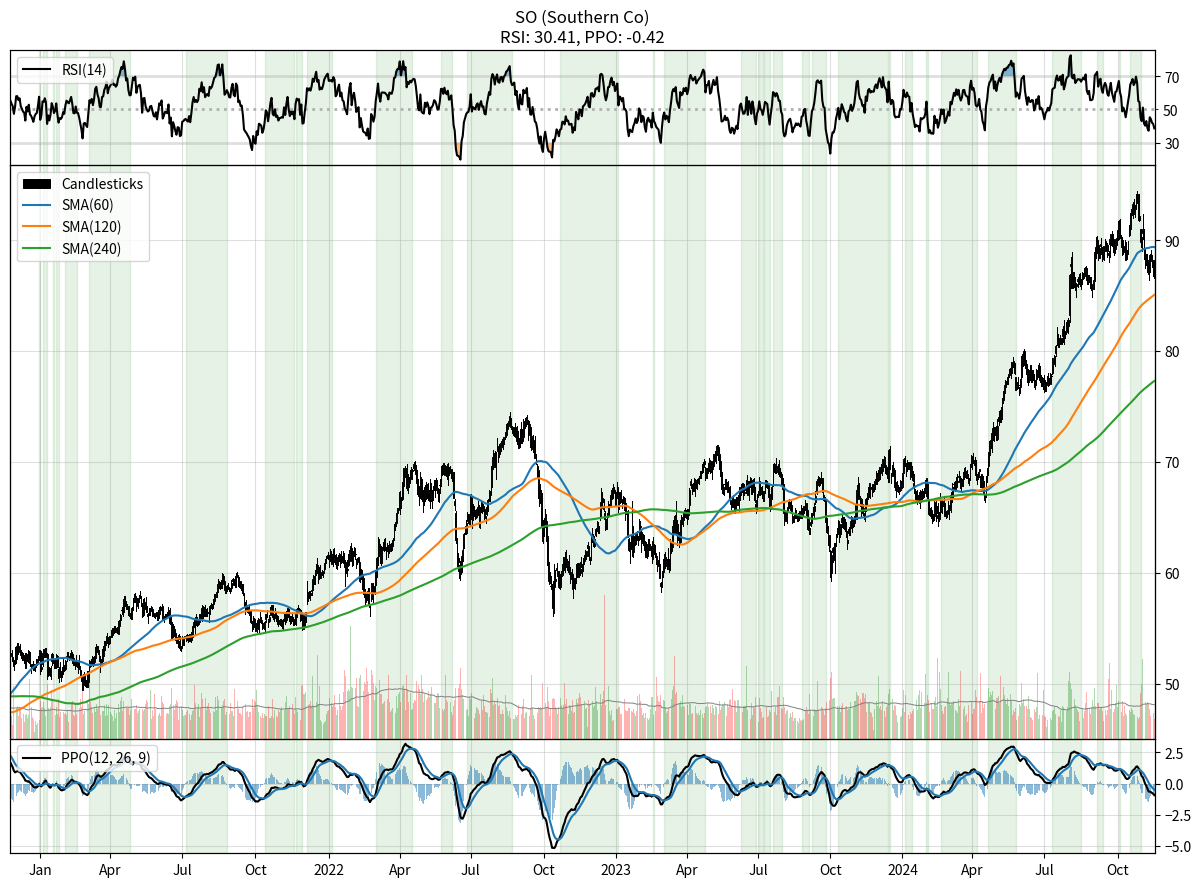 SO (Southern Co)
RSI: 30.41, PPO: -0.42
RSI(14)
70
50
30
Candlesticks
SMA(60)
SMA(120)
SMA(240)
90
80
70
60
50
PPO(12, 26, 9)
2.5
0.0
−2.5
−5.0
Jan Apr Jul Oct 2022 Apr Jul Oct 2023 Apr Jul Oct 2024 Apr Jul Oct